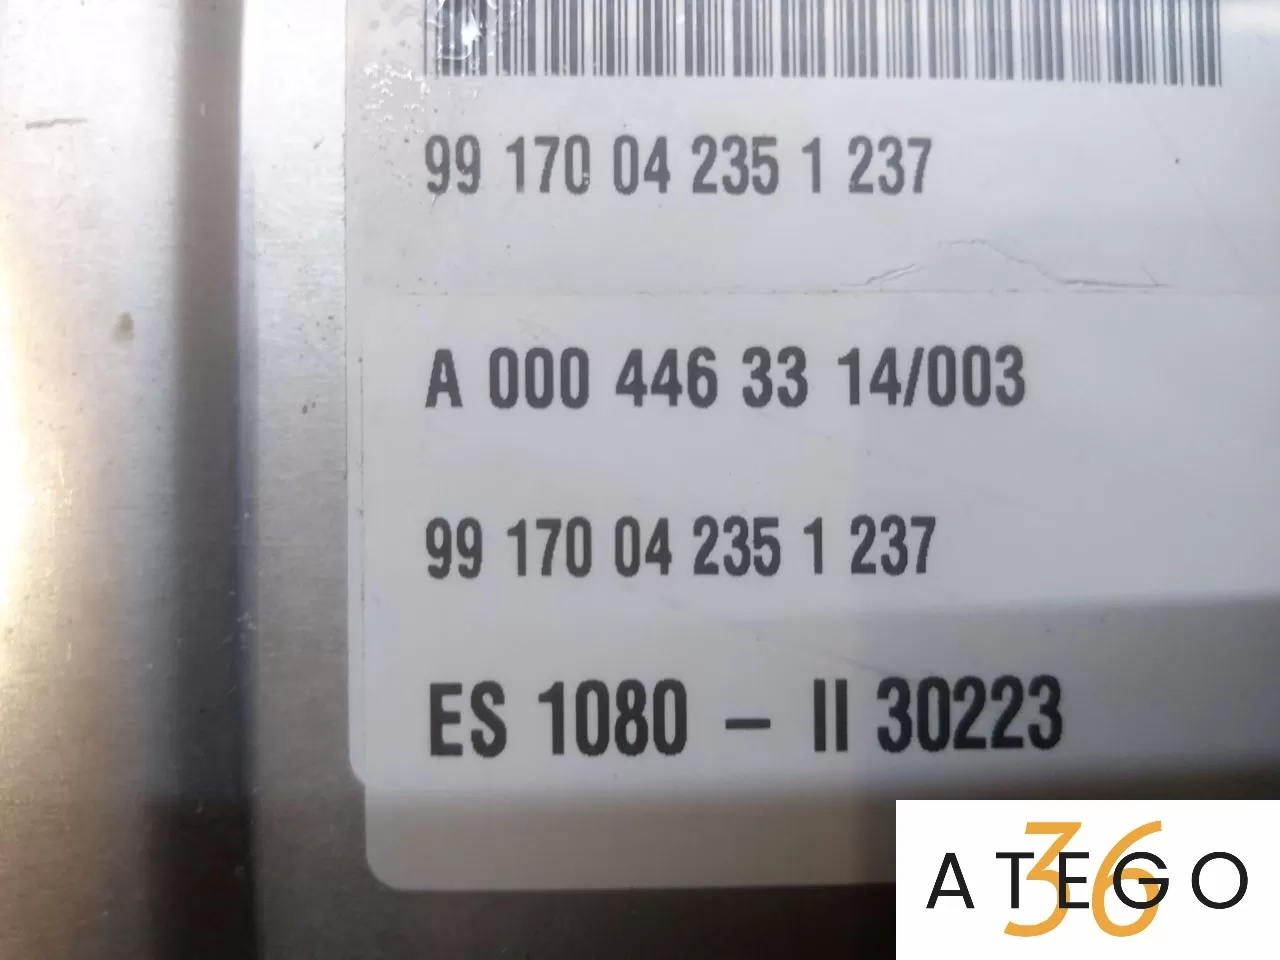 99 170 04 235 1 237
A 000 446 33 14/003
99 170 04 235 1 237
ES 1080 – II 30223
ATEGO
36